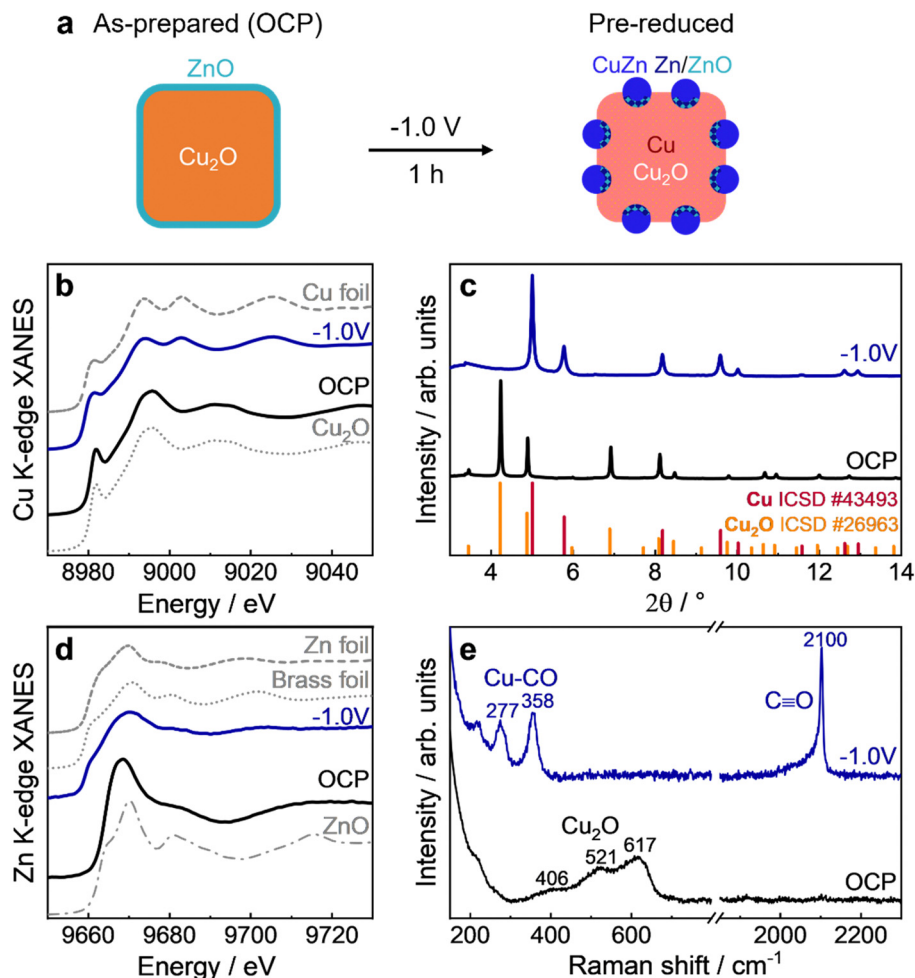 a As-prepared (OCP) Pre-reduced
ZnO CuZn Zn/ZnO
Cu₂O -1.0 V Cu
1 h Cu₂O
b
Cu foil
-1.0V
OCP
Cu₂O
Cu K-edge XANES
8980 9000 9020 9040
Energy / eV
c
-1.0V
OCP
Cu ICSD #43493
Cu₂O ICSD #26963
Intensity / arb. units
4 6 8 10 12 14
2θ / °
d
Zn foil
Brass foil
-1.0V
OCP
ZnO
Zn K-edge XANES
9660 9680 9700 9720
Energy / eV
e
2100
Cu-CO
277 358
C≡O
-1.0V
Cu₂O
406 521 617
OCP
Intensity / arb. units
200 400 600 2000 2200
Raman shift / cm⁻¹